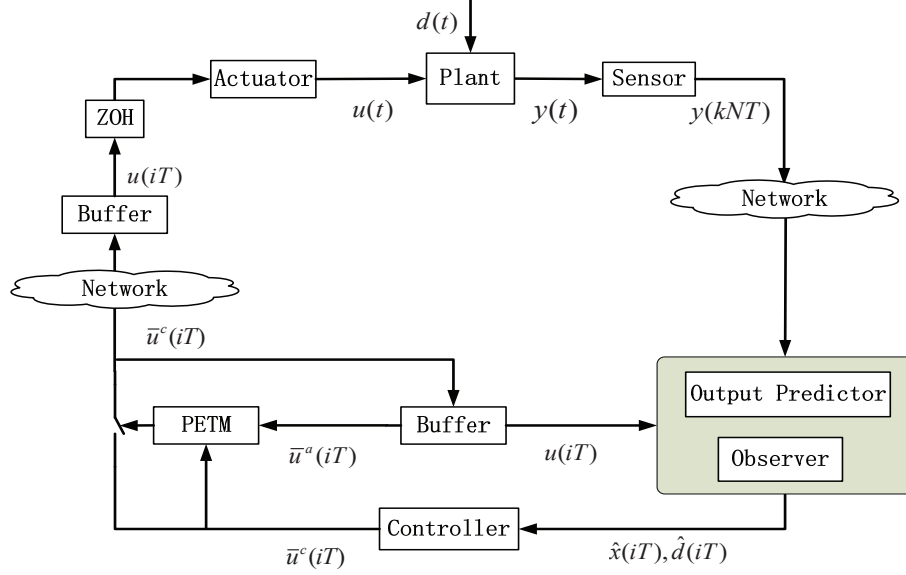 d(t)
Actuator
Plant
Sensor
u(t)
y(t)
y(kNT)
ZOH
u(iT)
Buffer
Network
Network
u̅ᶜ(iT)
Output Predictor
PETM
Buffer
u̅ᵃ(iT)
u(iT)
Observer
Controller
u̅ᶜ(iT)
x̂(iT), d̂(iT)